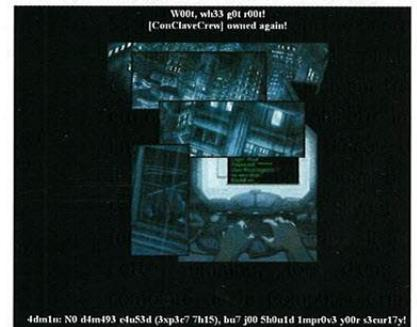 W00t, wh33 g0t r00t!
[ConClaveCrew] owned again!
4dm1n: N0 d4m493 c4u53d (3xp3c7 7h15), bu7 j00 5h0u1d 1mpr0v3 y00r s3cur17y!